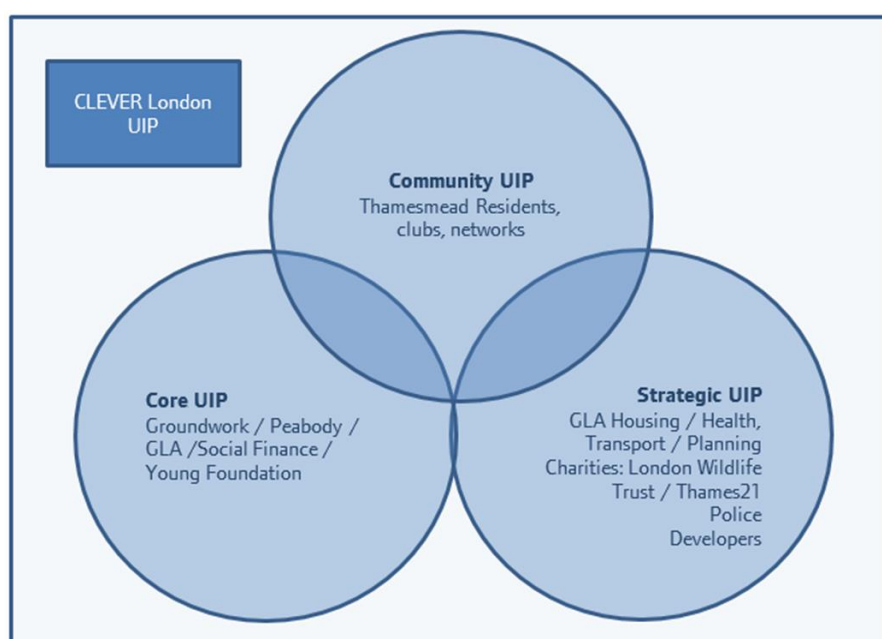 CLEVER London
UIP
Community UIP
Thamesmead Residents,
clubs, networks
Core UIP
Groundwork / Peabody /
GLA /Social Finance /
Young Foundation
Strategic UIP
GLA Housing / Health,
Transport / Planning
Charities: London Wildlife
Trust / Thames21
Police
Developers